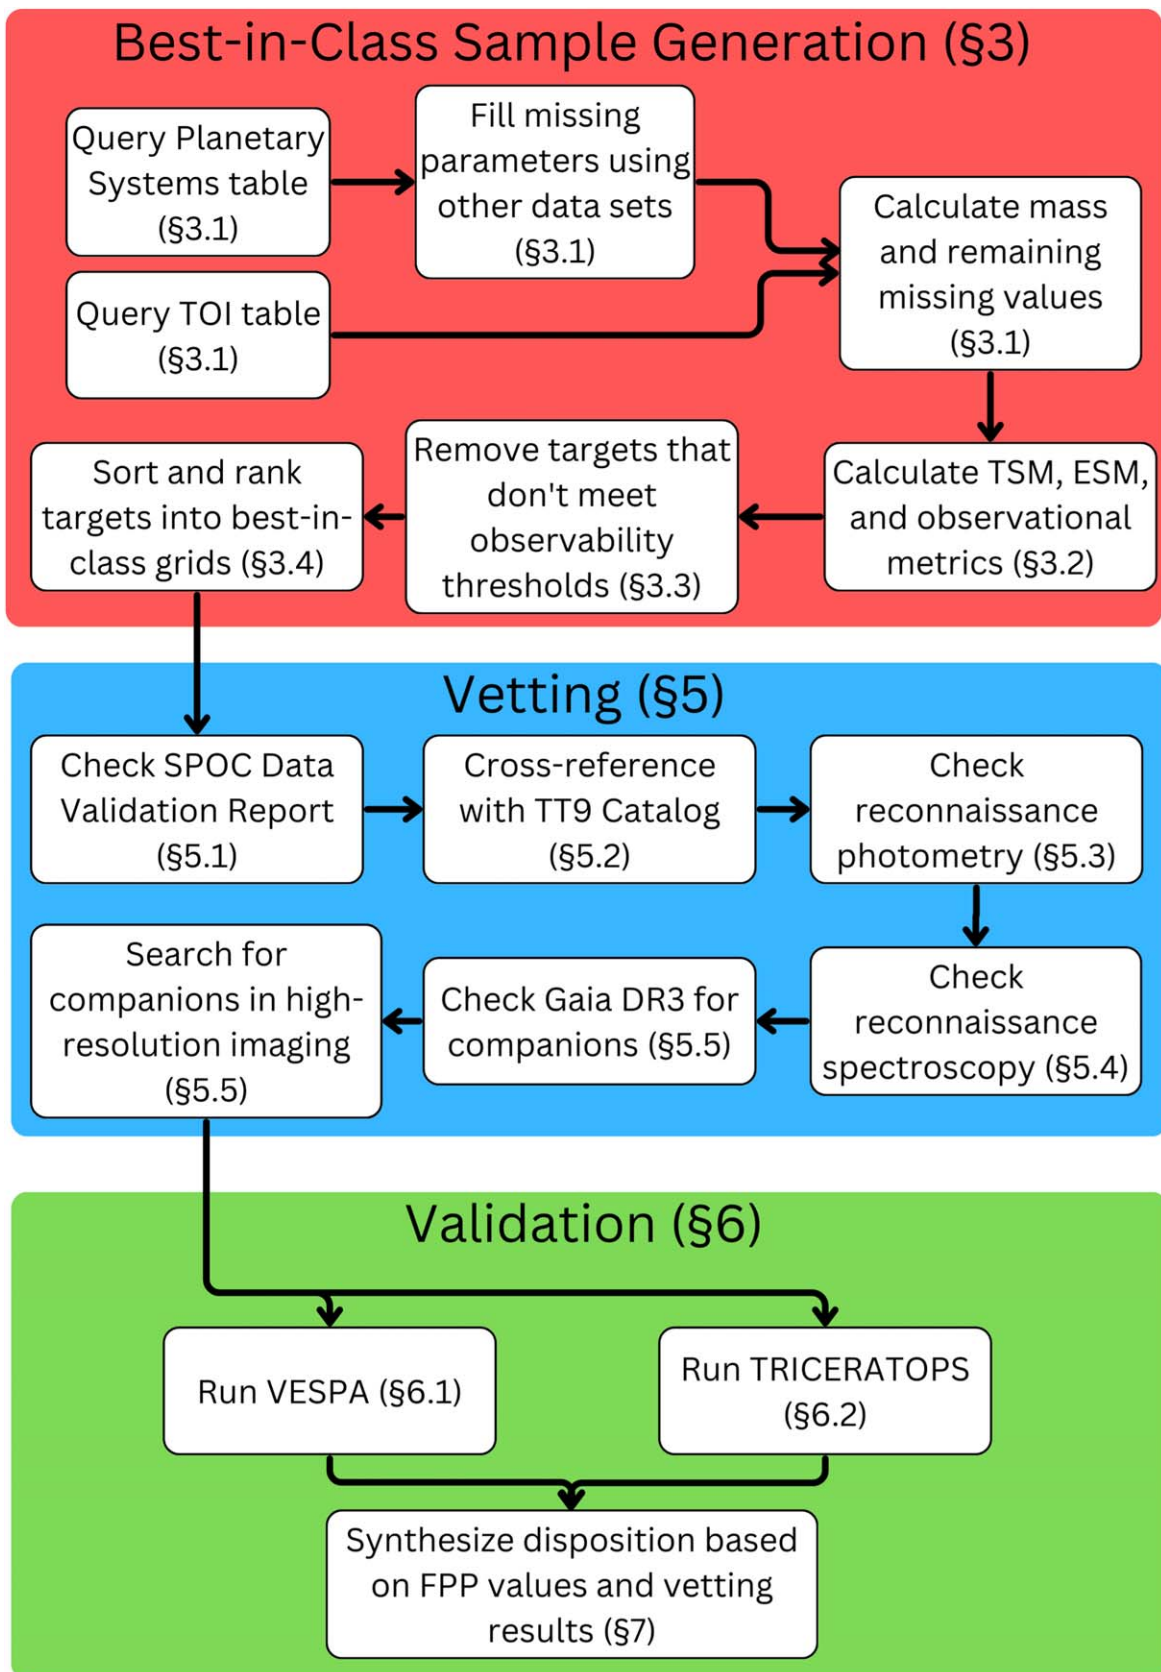 Best-in-Class Sample Generation (§3)
Query Planetary
Systems table
(§3.1)
Fill missing
parameters using
other data sets
(§3.1)
Query TOI table
(§3.1)
Calculate mass
and remaining
missing values
(§3.1)
Calculate TSM, ESM,
and observational
metrics (§3.2)
Remove targets that
don't meet
observability
thresholds (§3.3)
Sort and rank
targets into best-in-
class grids (§3.4)
Vetting (§5)
Check SPOC Data
Validation Report
(§5.1)
Cross-reference
with TT9 Catalog
(§5.2)
Check
reconnaissance
photometry (§5.3)
Check
reconnaissance
spectroscopy (§5.4)
Check Gaia DR3 for
companions (§5.5)
Search for
companions in high-
resolution imaging
(§5.5)
Validation (§6)
Run VESPA (§6.1)
Run TRICERATOPS
(§6.2)
Synthesize disposition based
on FPP values and vetting
results (§7)